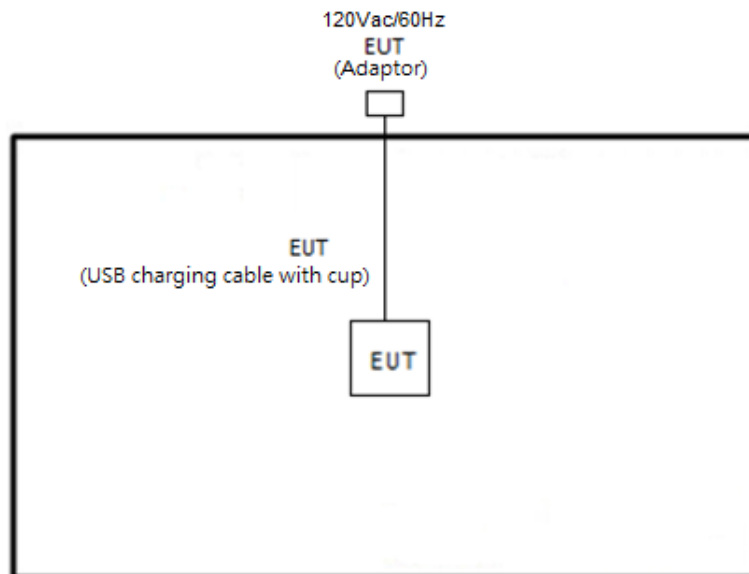 120Vac/60Hz
EUT
(Adaptor)
EUT
(USB charging cable with cup)
EUT